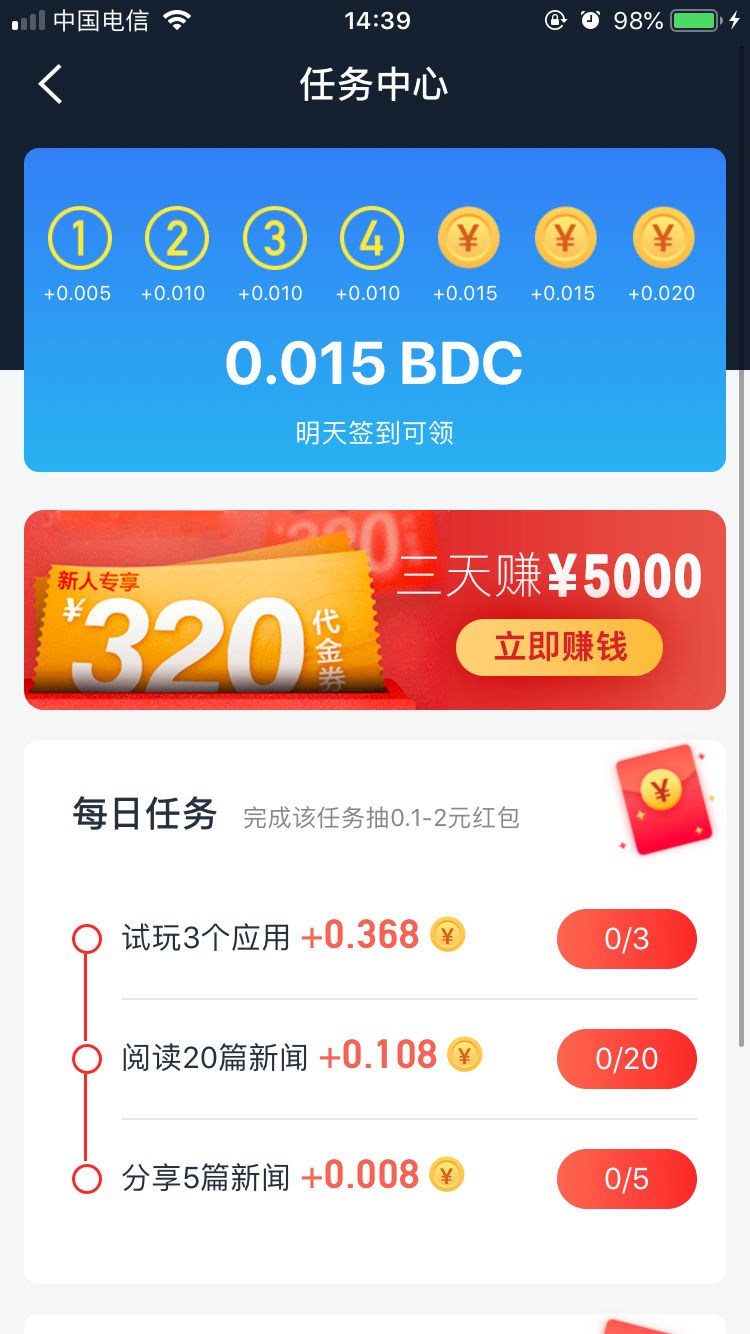 中国电信 14:39 98%
任务中心
1 2 3 4 ¥ ¥ ¥
+0.005 +0.010 +0.010 +0.010 +0.015 +0.015 +0.020
0.015 BDC
明天签到可领
320
新人专享
¥320代金券
三天赚¥5000
立即赚钱
每日任务 完成该任务抽0.1-2元红包
¥
试玩3个应用 +0.368 ¥ 0/3
阅读20篇新闻 +0.108 ¥ 0/20
分享5篇新闻 +0.008 ¥ 0/5